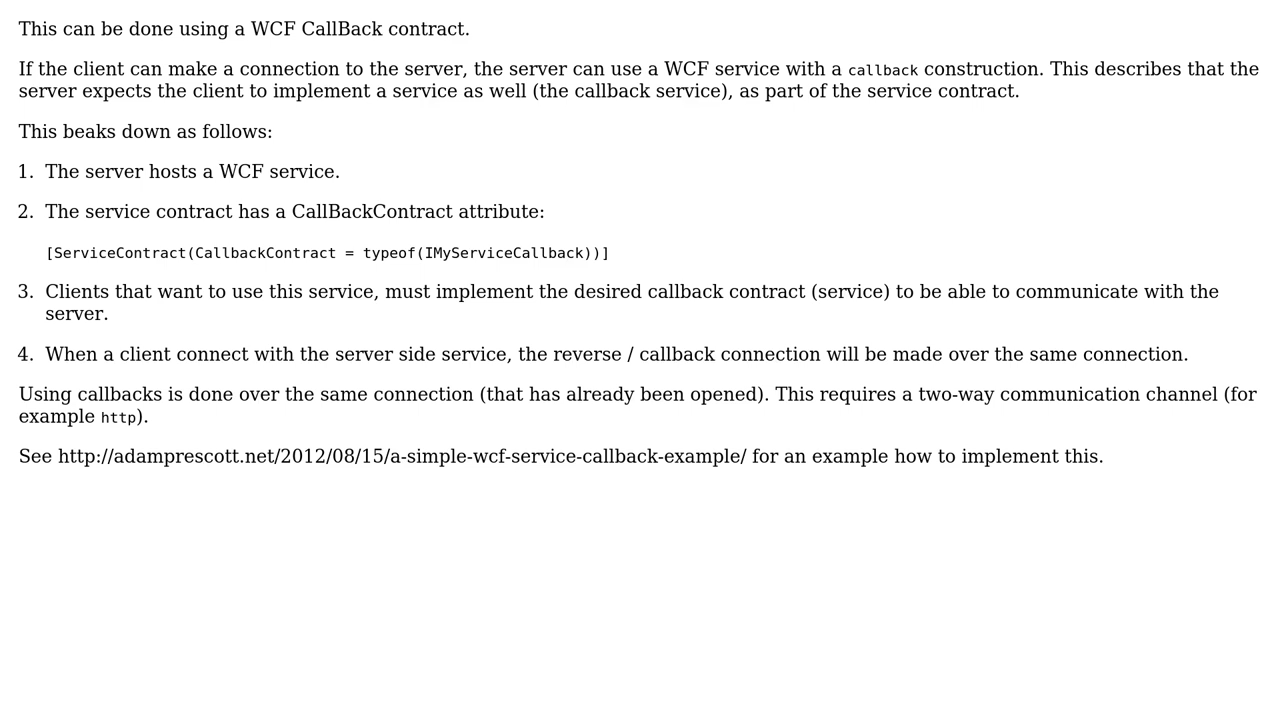 This can be done using a WCF CallBack contract.
If the client can make a connection to the server, the server can use a WCF service with a callback construction. This describes that the
server expects the client to implement a service as well (the callback service), as part of the service contract.
This beaks down as follows:
1. The server hosts a WCF service.
2. The service contract has a CallBackContract attribute:
[ServiceContract(CallbackContract = typeof(IMyServiceCallback))]
3. Clients that want to use this service, must implement the desired callback contract (service) to be able to communicate with the
server.
4. When a client connect with the server side service, the reverse / callback connection will be made over the same connection.
Using callbacks is done over the same connection (that has already been opened). This requires a two-way communication channel (for
example http).
See http://adamprescott.net/2012/08/15/a-simple-wcf-service-callback-example/ for an example how to implement this.